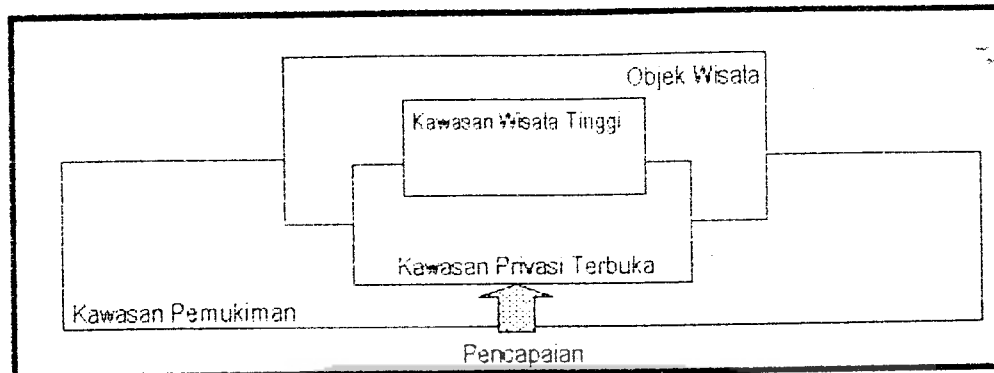 Objek Wisata
Kawasan Wisata Tinggi
Kawasan Privasi Terbuka
Kawasan Pemukiman
Pencapaian